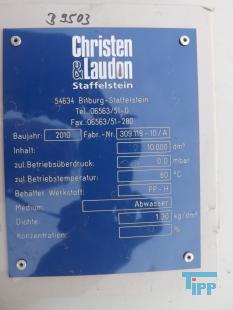 B 9503
Christen
& Laudon
Staffelstein
54634 Bitburg-Staffelstein
Tel. 06563/51-0
Fax. 06563/51-280
Baujahr: 2010 Fabr.-Nr. 309 119 - 10 / A
Inhalt: 10 000 dm³
zul. Betriebsüberdruck: 0.0 mbar
zul. Betriebstemperatur: 60 °C
Behälter Werkstoff: PP - H
Medium: Abwasser
Dichte: 1.30 kg/dm³
Konzentration: %
TIPP